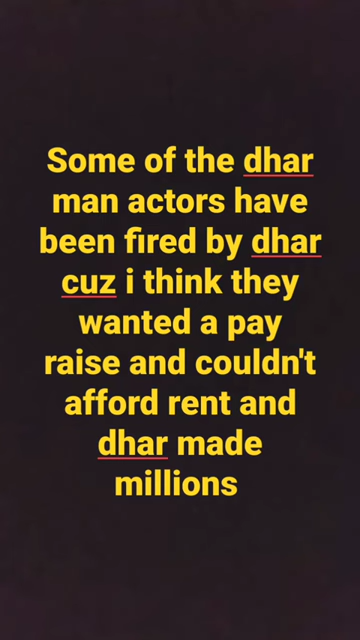 Some of the dhar
man actors have
been fired by dhar
cuz i think they
wanted a pay
raise and couldn't
afford rent and
dhar made
millions